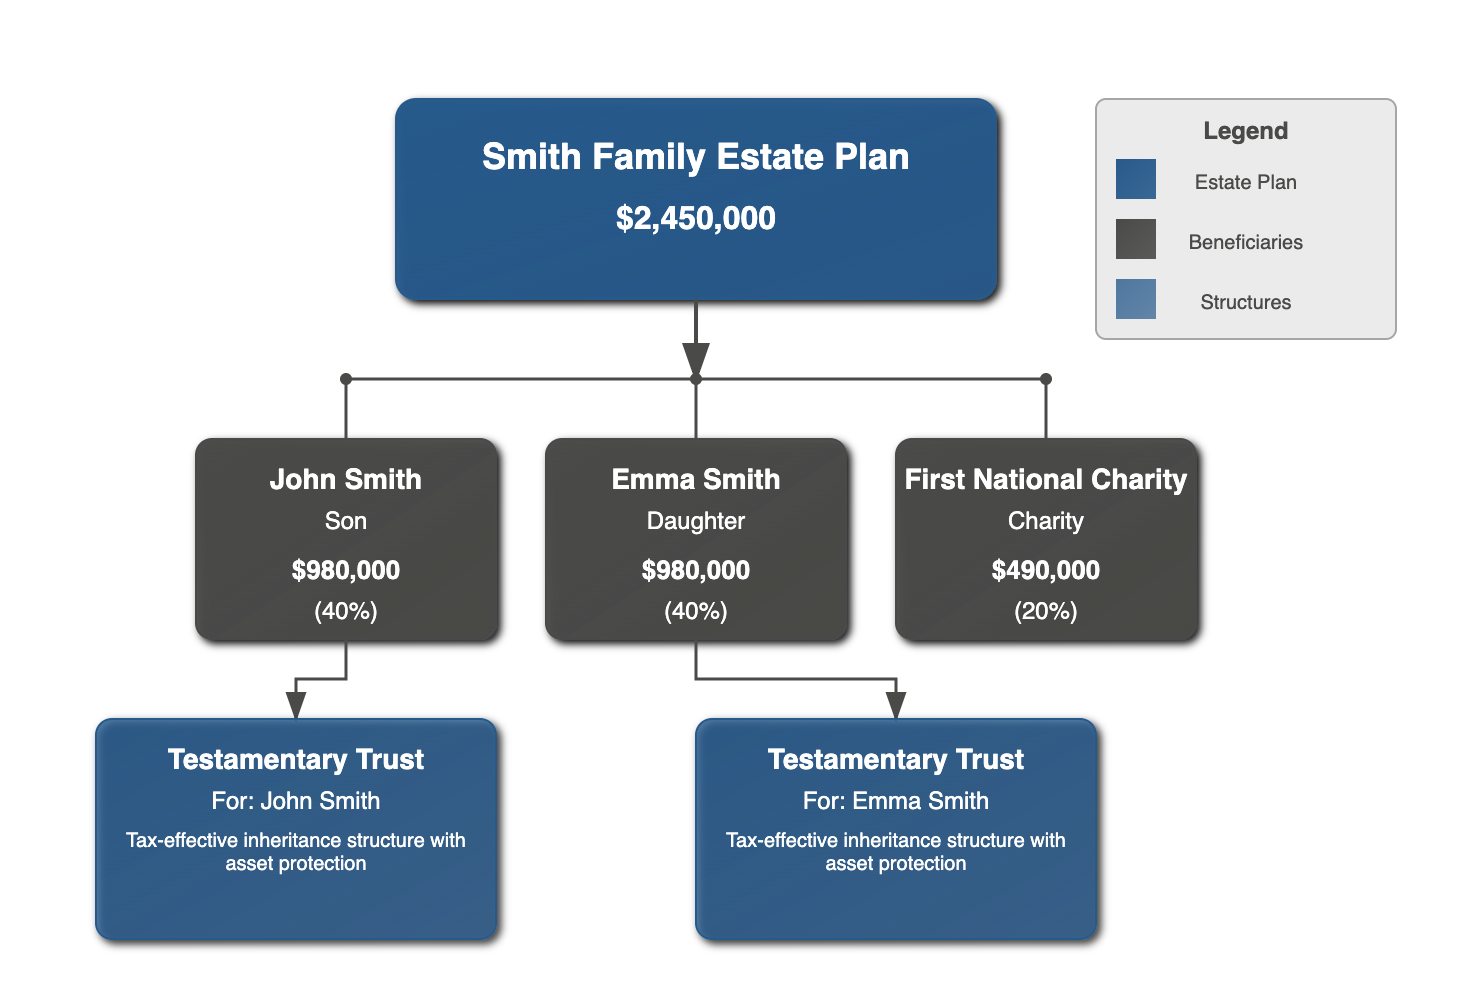 Smith Family Estate Plan
$2,450,000
Legend
Estate Plan
Beneficiaries
Structures
John Smith
Son
$980,000
(40%)
Emma Smith
Daughter
$980,000
(40%)
First National Charity
Charity
$490,000
(20%)
Testamentary Trust
For: John Smith
Tax-effective inheritance structure with
asset protection
Testamentary Trust
For: Emma Smith
Tax-effective inheritance structure with
asset protection